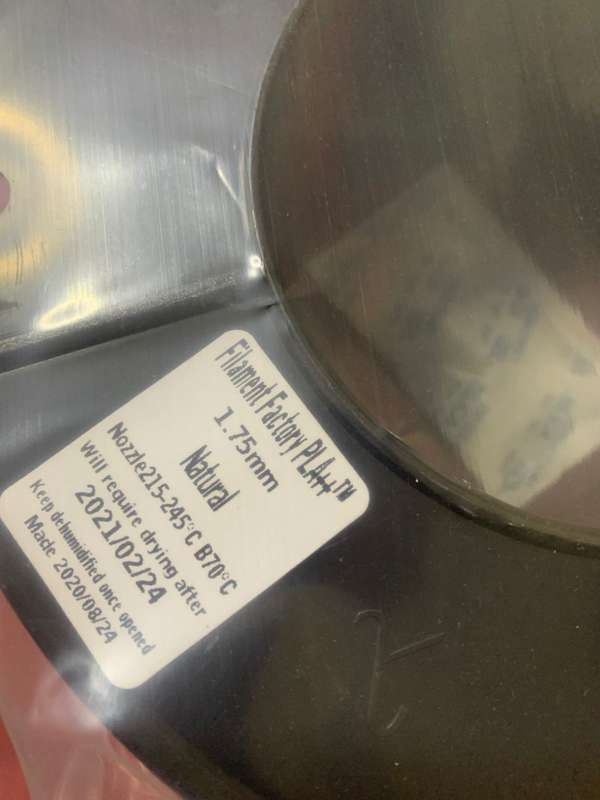 Filament Factory PLA++™
1.75mm
Natural
Nozzle215-245°C B70°C
Will require drying after
2021/02/24
Keep dehumidified once opened
Made 2020/08/24